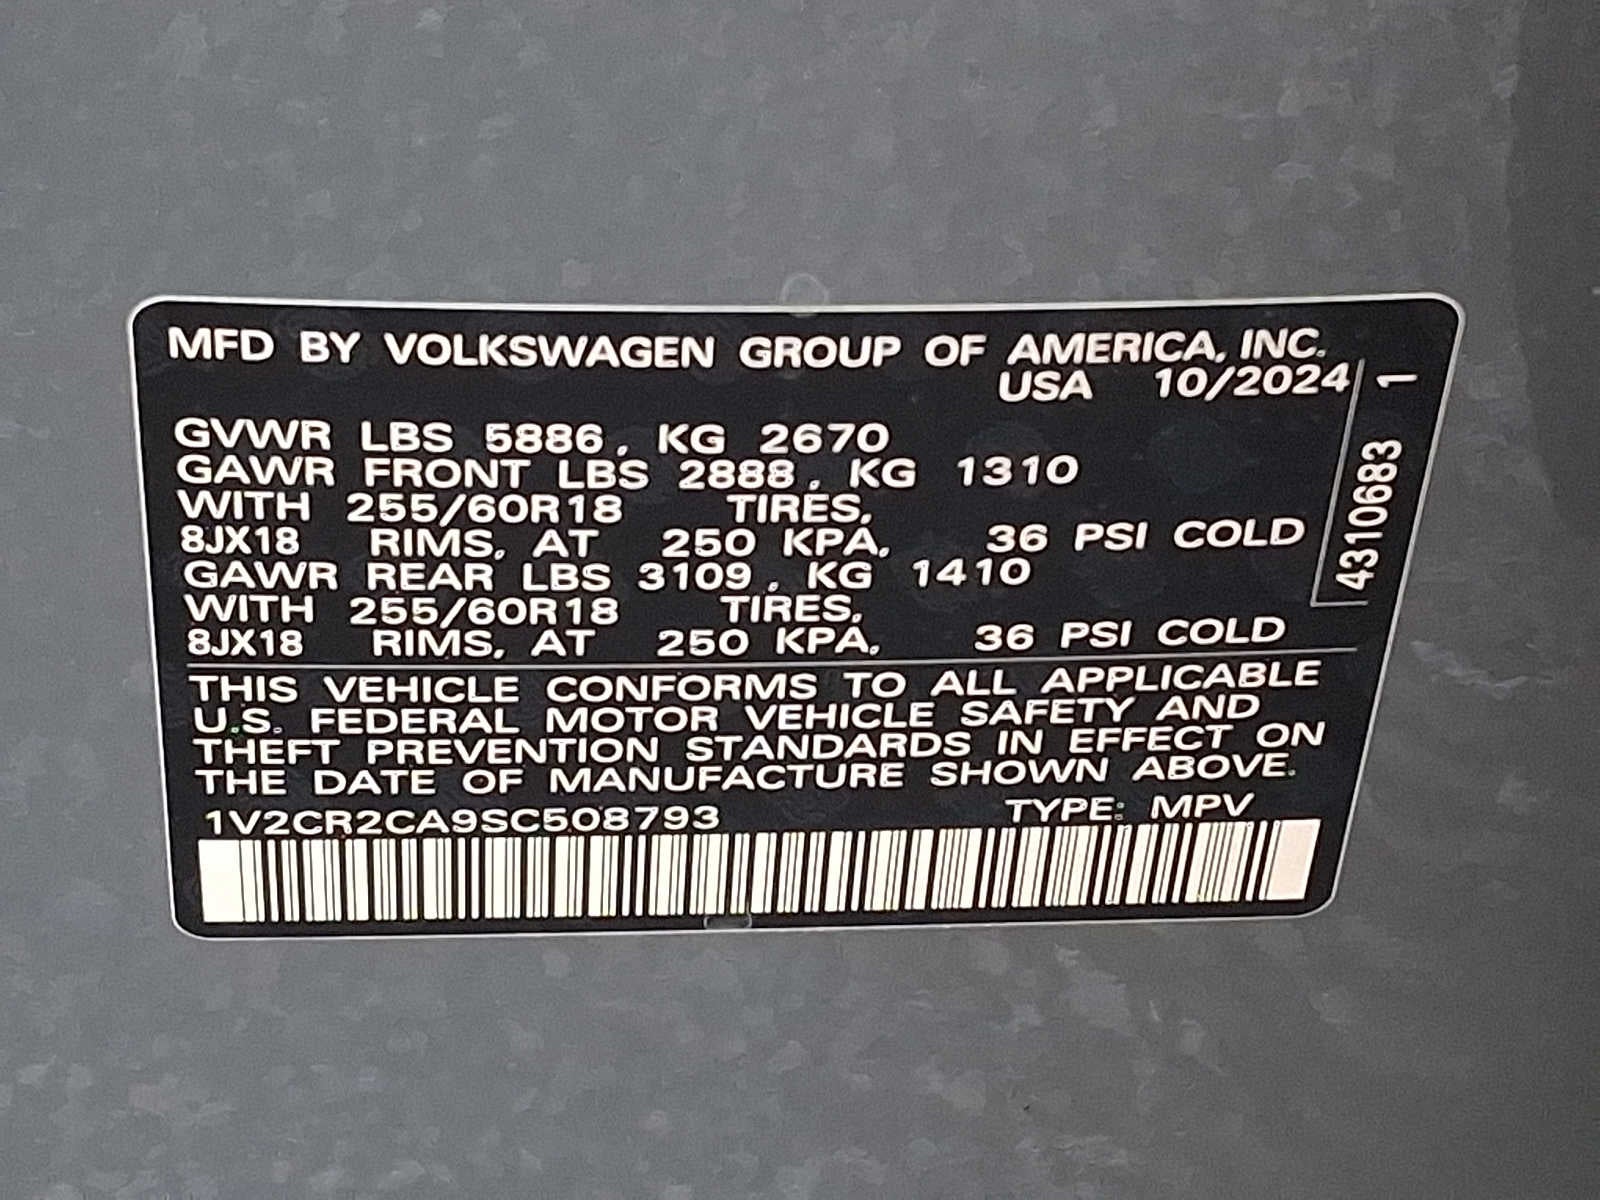 MFD BY VOLKSWAGEN GROUP OF AMERICA, INC.
USA 10/2024
GVWR LBS 5886, KG 2670
GAWR FRONT LBS 2888, KG 1310
WITH 255/60R18 TIRES,
8JX18 RIMS, AT 250 KPA, 36 PSI COLD
GAWR REAR LBS 3109, KG 1410
WITH 255/60R18 TIRES,
8JX18 RIMS, AT 250 KPA, 36 PSI COLD
THIS VEHICLE CONFORMS TO ALL APPLICABLE
U.S. FEDERAL MOTOR VEHICLE SAFETY AND
THEFT PREVENTION STANDARDS IN EFFECT ON
THE DATE OF MANUFACTURE SHOWN ABOVE.
1V2CR2CA9SC508793 TYPE: MPV
4310683 1